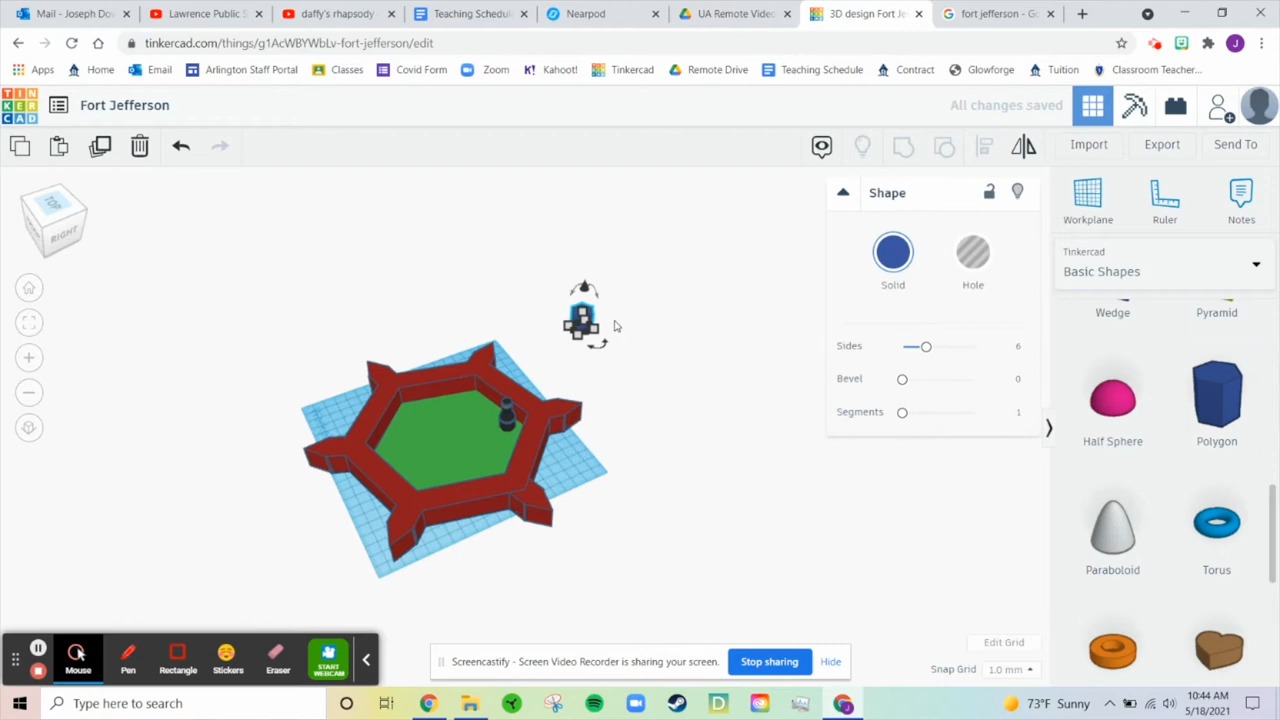 Mail - Joseph Dow
Lawrence Public S
daffy's rhapsody
Teaching Schedule
Nearpod
UA Remote Video
3D design Fort Je
fort jefferson - Go
tinkercad.com/things/g1AcWBYWbLv-fort-jefferson/edit
Apps
Home
Email
Arlington Staff Portal
Classes
Covid Form
Zoom
Kahoot!
Tinkercad
Remote Drive
Teaching Schedule
Contract
Glowforge
Tuition
Classroom Teacher...
TIN
KER
CAD
Fort Jefferson
All changes saved
Import
Export
Send To
TOP
RIGHT
Shape
Solid
Hole
Sides
6
Bevel
0
Segments
1
Workplane
Ruler
Notes
Tinkercad
Basic Shapes
Wedge
Pyramid
Half Sphere
Polygon
Paraboloid
Torus
Edit Grid
Snap Grid
1.0 mm
Mouse
Pen
Rectangle
Stickers
Eraser
START
WEBCAM
Screencastify - Screen Video Recorder is sharing your screen.
Stop sharing
Hide
Type here to search
73°F Sunny
10:44 AM
5/18/2021